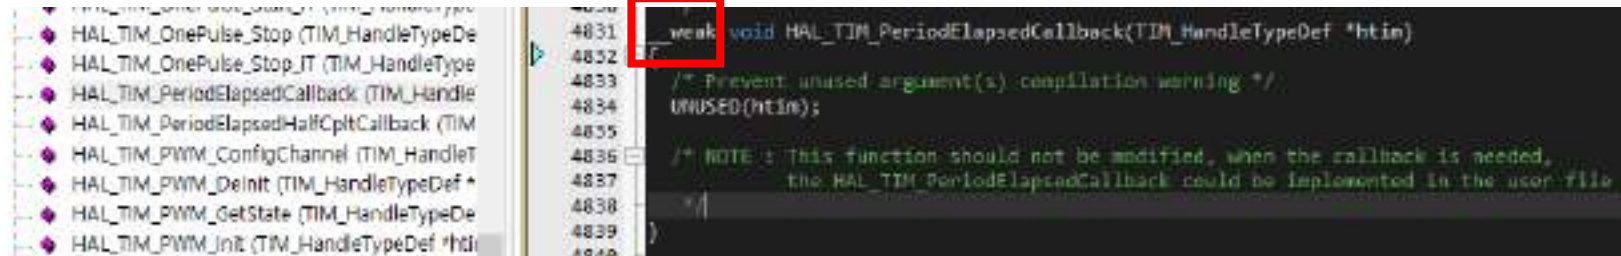 HAL_TIM_OnePulse_Stop (TIM_HandleTypeDe
HAL_TIM_OnePulse_Stop_IT (TIM_HandleType
HAL_TIM_PeriodElapsedCallback (TIM_Handle
HAL_TIM_PeriodElapsedHalfCpltCallback (TIM
HAL_TIM_PWM_ConfigChannel (TIM_HandleT
HAL_TIM_PWM_DeInit (TIM_HandleTypeDef *
HAL_TIM_PWM_GetState (TIM_HandleTypeDe
HAL_TIM_PWM_Init (TIM_HandleTypeDef *hti
4831 __weak void HAL_TIM_PeriodElapsedCallback(TIM_HandleTypeDef *htim)
4832 {
4833 /* Prevent unused argument(s) compilation warning */
4834 UNUSED(htim);
4835
4836 /* NOTE : This function should not be modified, when the callback is needed,
4837 the HAL_TIM_PeriodElapsedCallback could be implemented in the user file
4838 */
4839 }